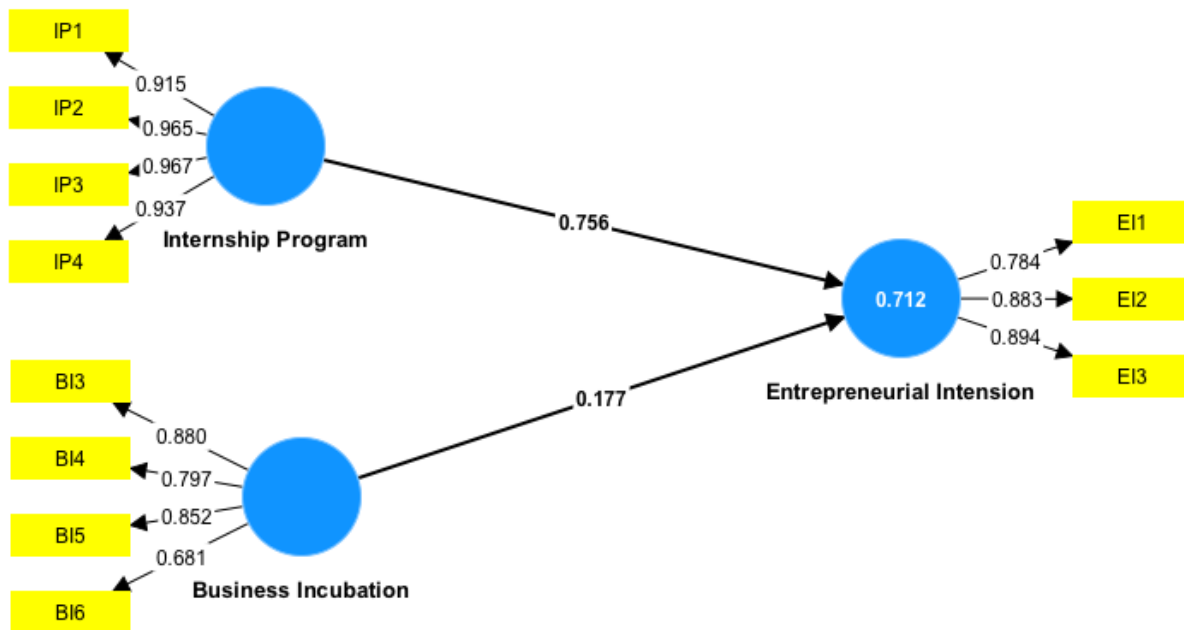 IP1
0.915
IP2
0.965
IP3
0.967
0.937
IP4
Internship Program
0.756
EI1
0.784
EI2
0.883
0.712
0.894
EI3
Entrepreneurial Intension
0.177
BI3
0.880
BI4
0.797
BI5
0.852
0.681
BI6
Business Incubation